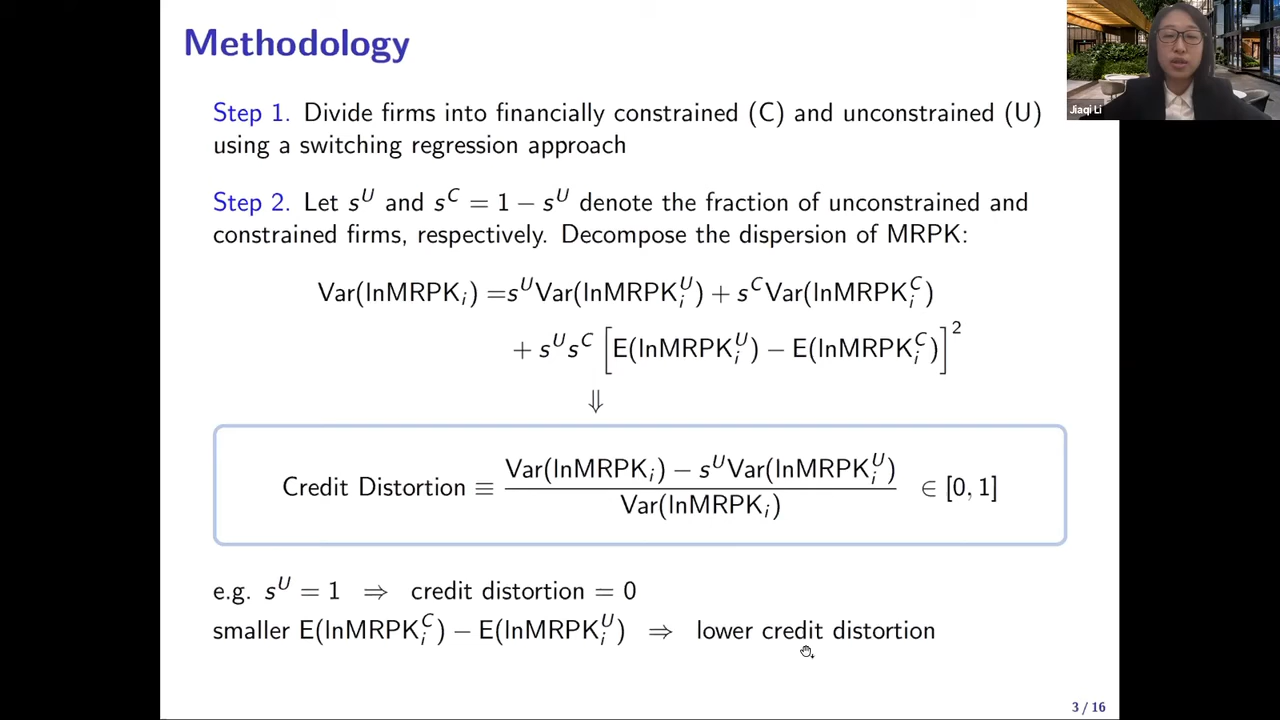 Methodology
Jiaqi Li
Step 1. Divide firms into financially constrained (C) and unconstrained (U)
using a switching regression approach
Step 2. Let s^U and s^C = 1 − s^U denote the fraction of unconstrained and
constrained firms, respectively. Decompose the dispersion of MRPK:
Var(lnMRPK_i) =s^U Var(lnMRPK_i^U) + s^C Var(lnMRPK_i^C)
+ s^U s^C [E(lnMRPK_i^U) − E(lnMRPK_i^C)]^2
⇓
Credit Distortion ≡ (Var(lnMRPK_i) − s^U Var(lnMRPK_i^U)) / Var(lnMRPK_i) ∈ [0, 1]
e.g. s^U = 1 ⇒ credit distortion = 0
smaller E(lnMRPK_i^C) − E(lnMRPK_i^U) ⇒ lower credit distortion
3 / 16